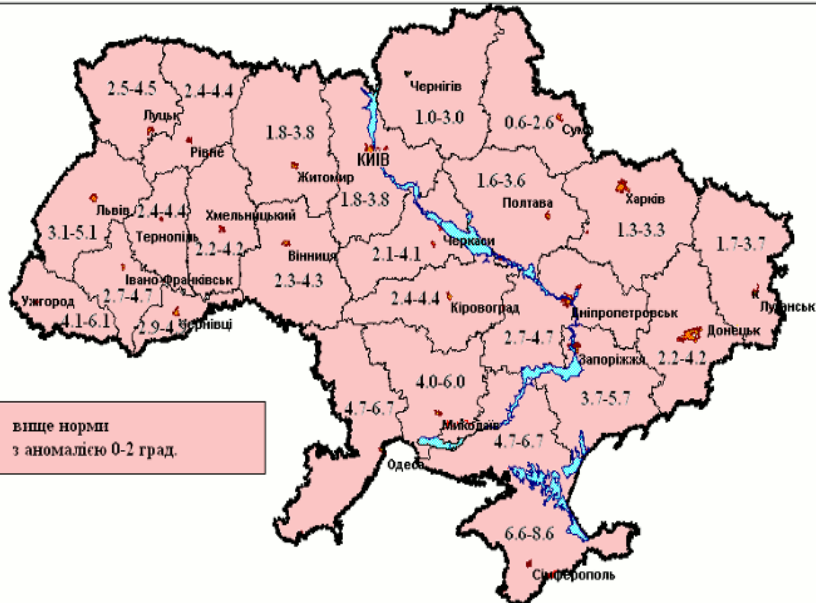 Чернігів
2.5-4.5
2.4-4.4
1.0-3.0
0.6-2.6
Луцьк
Суми
1.8-3.8
Рівне
КИЇВ
Житомир
1.6-3.6
Харків
Львів
1.8-3.8
Полтава
2.4-4.4
Хмельницький
3.1-5.1
Тернопіль
1.3-3.3
Черкаси
1.7-3.7
2.2-4.2
Вінниця
2.1-4.1
Івано-Франківськ
2.3-4.3
Ужгород
2.7-4.7
2.4-4.4
Кіровоград
Луганськ
4.1-6.1
Дніпропетровськ
Чернівці
Донецьк
2.7-4.7
Запоріжжя
2.2-4.2
4.0-6.0
3.7-5.7
4.7-6.7
вище норми
Миколаїв
з аномалією 0-2 град.
4.7-6.7
Одеса
6.6-8.6
Сімферополь